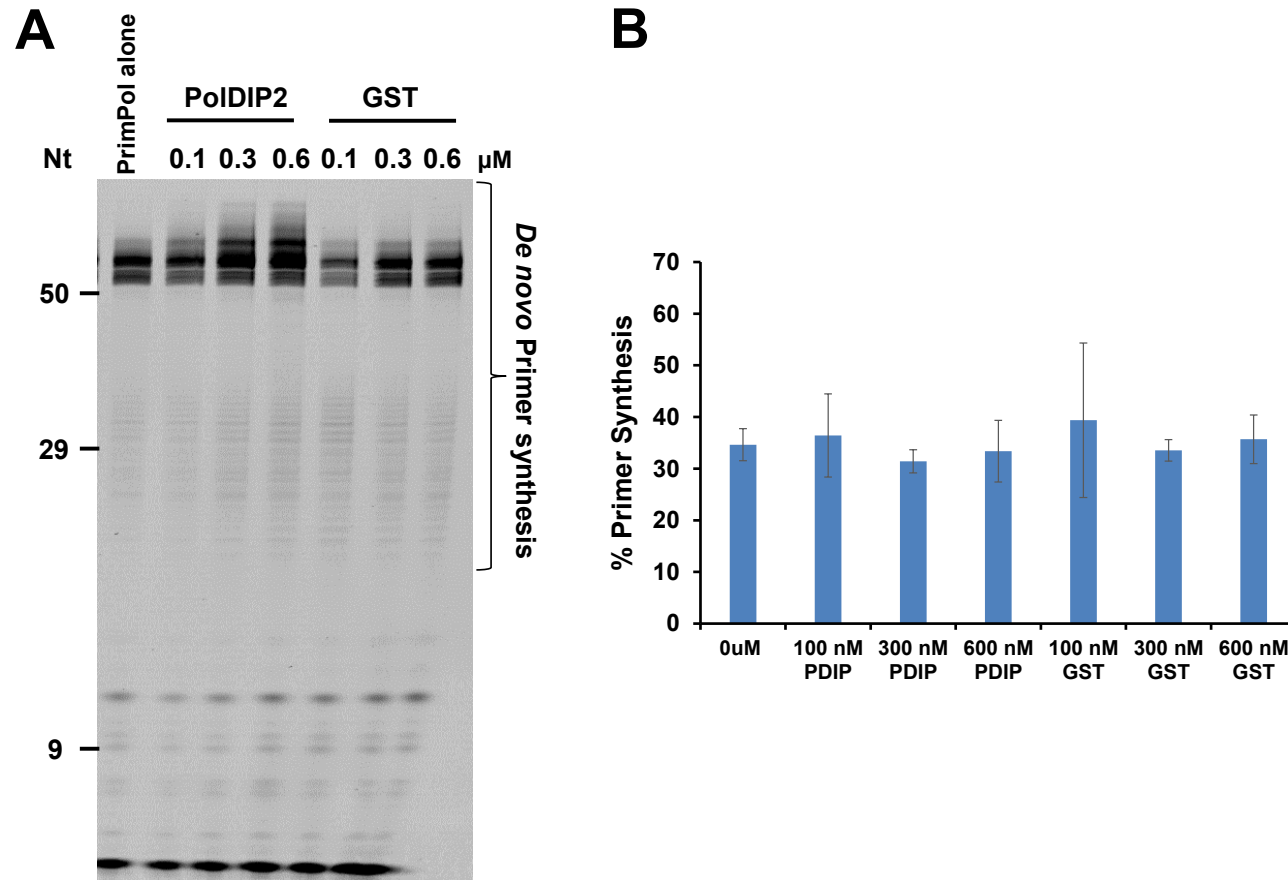 A
PrimPol alone
PolDIP2
GST
Nt
0.1 0.3 0.6 0.1 0.3 0.6 µM
50
29
9
De novo Primer synthesis
B
% Primer Synthesis
70
60
50
40
30
20
10
0
0uM
100 nM
PDIP
300 nM
PDIP
600 nM
PDIP
100 nM
GST
300 nM
GST
600 nM
GST